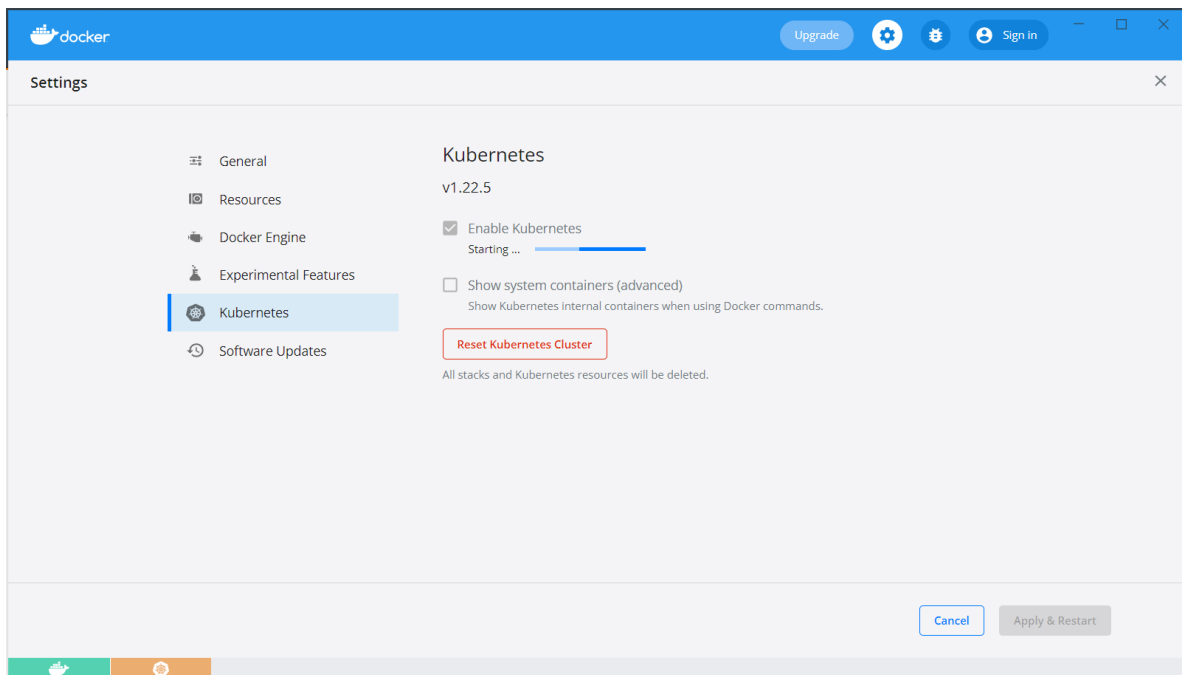 docker
Upgrade
Sign in
Settings
General
Resources
Docker Engine
Experimental Features
Kubernetes
Software Updates
Kubernetes
v1.22.5
Enable Kubernetes
Starting ...
Show system containers (advanced)
Show Kubernetes internal containers when using Docker commands.
Reset Kubernetes Cluster
All stacks and Kubernetes resources will be deleted.
Cancel
Apply & Restart